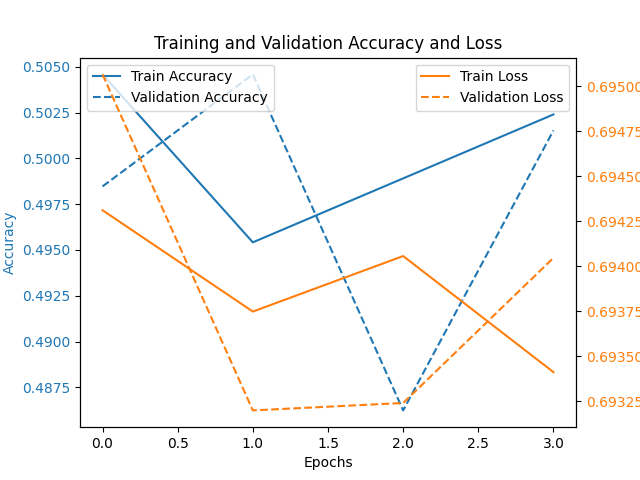 Training and Validation Accuracy and Loss
Train Accuracy
Validation Accuracy
Train Loss
Validation Loss
0.5050
0.5025
0.5000
0.4975
0.4950
0.4925
0.4900
0.4875
Accuracy
0.69500
0.69475
0.69450
0.69425
0.69400
0.69375
0.69350
0.69325
0.0 0.5 1.0 1.5 2.0 2.5 3.0
Epochs